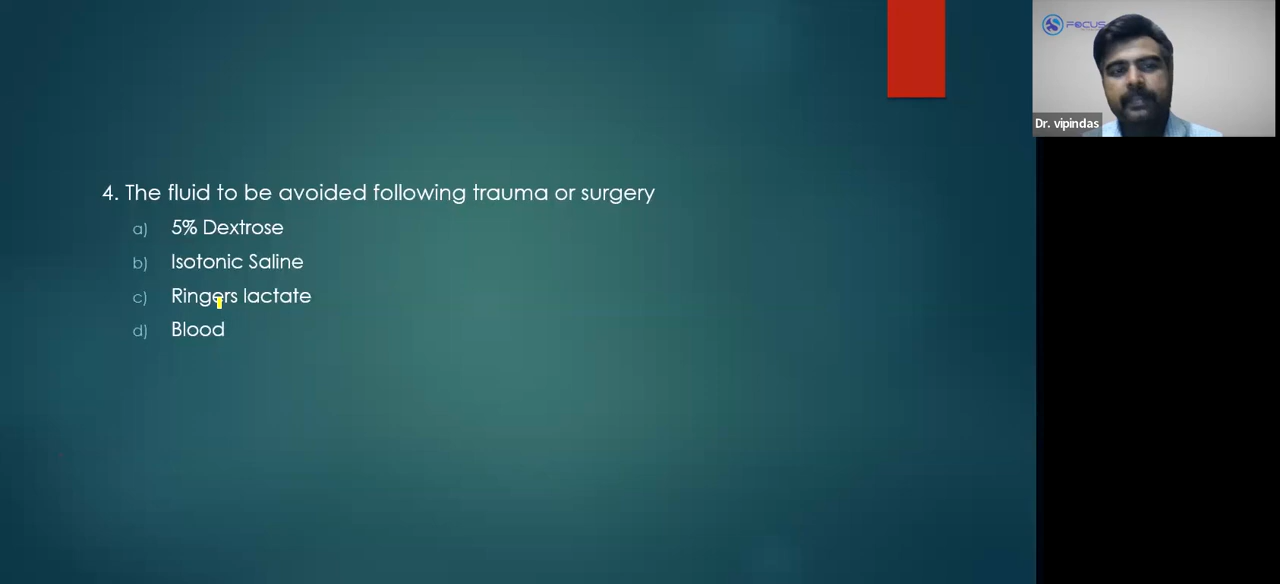 FOCUS
Dr. vipindas
4. The fluid to be avoided following trauma or surgery
a) 5% Dextrose
b) Isotonic Saline
c) Ringers lactate
d) Blood